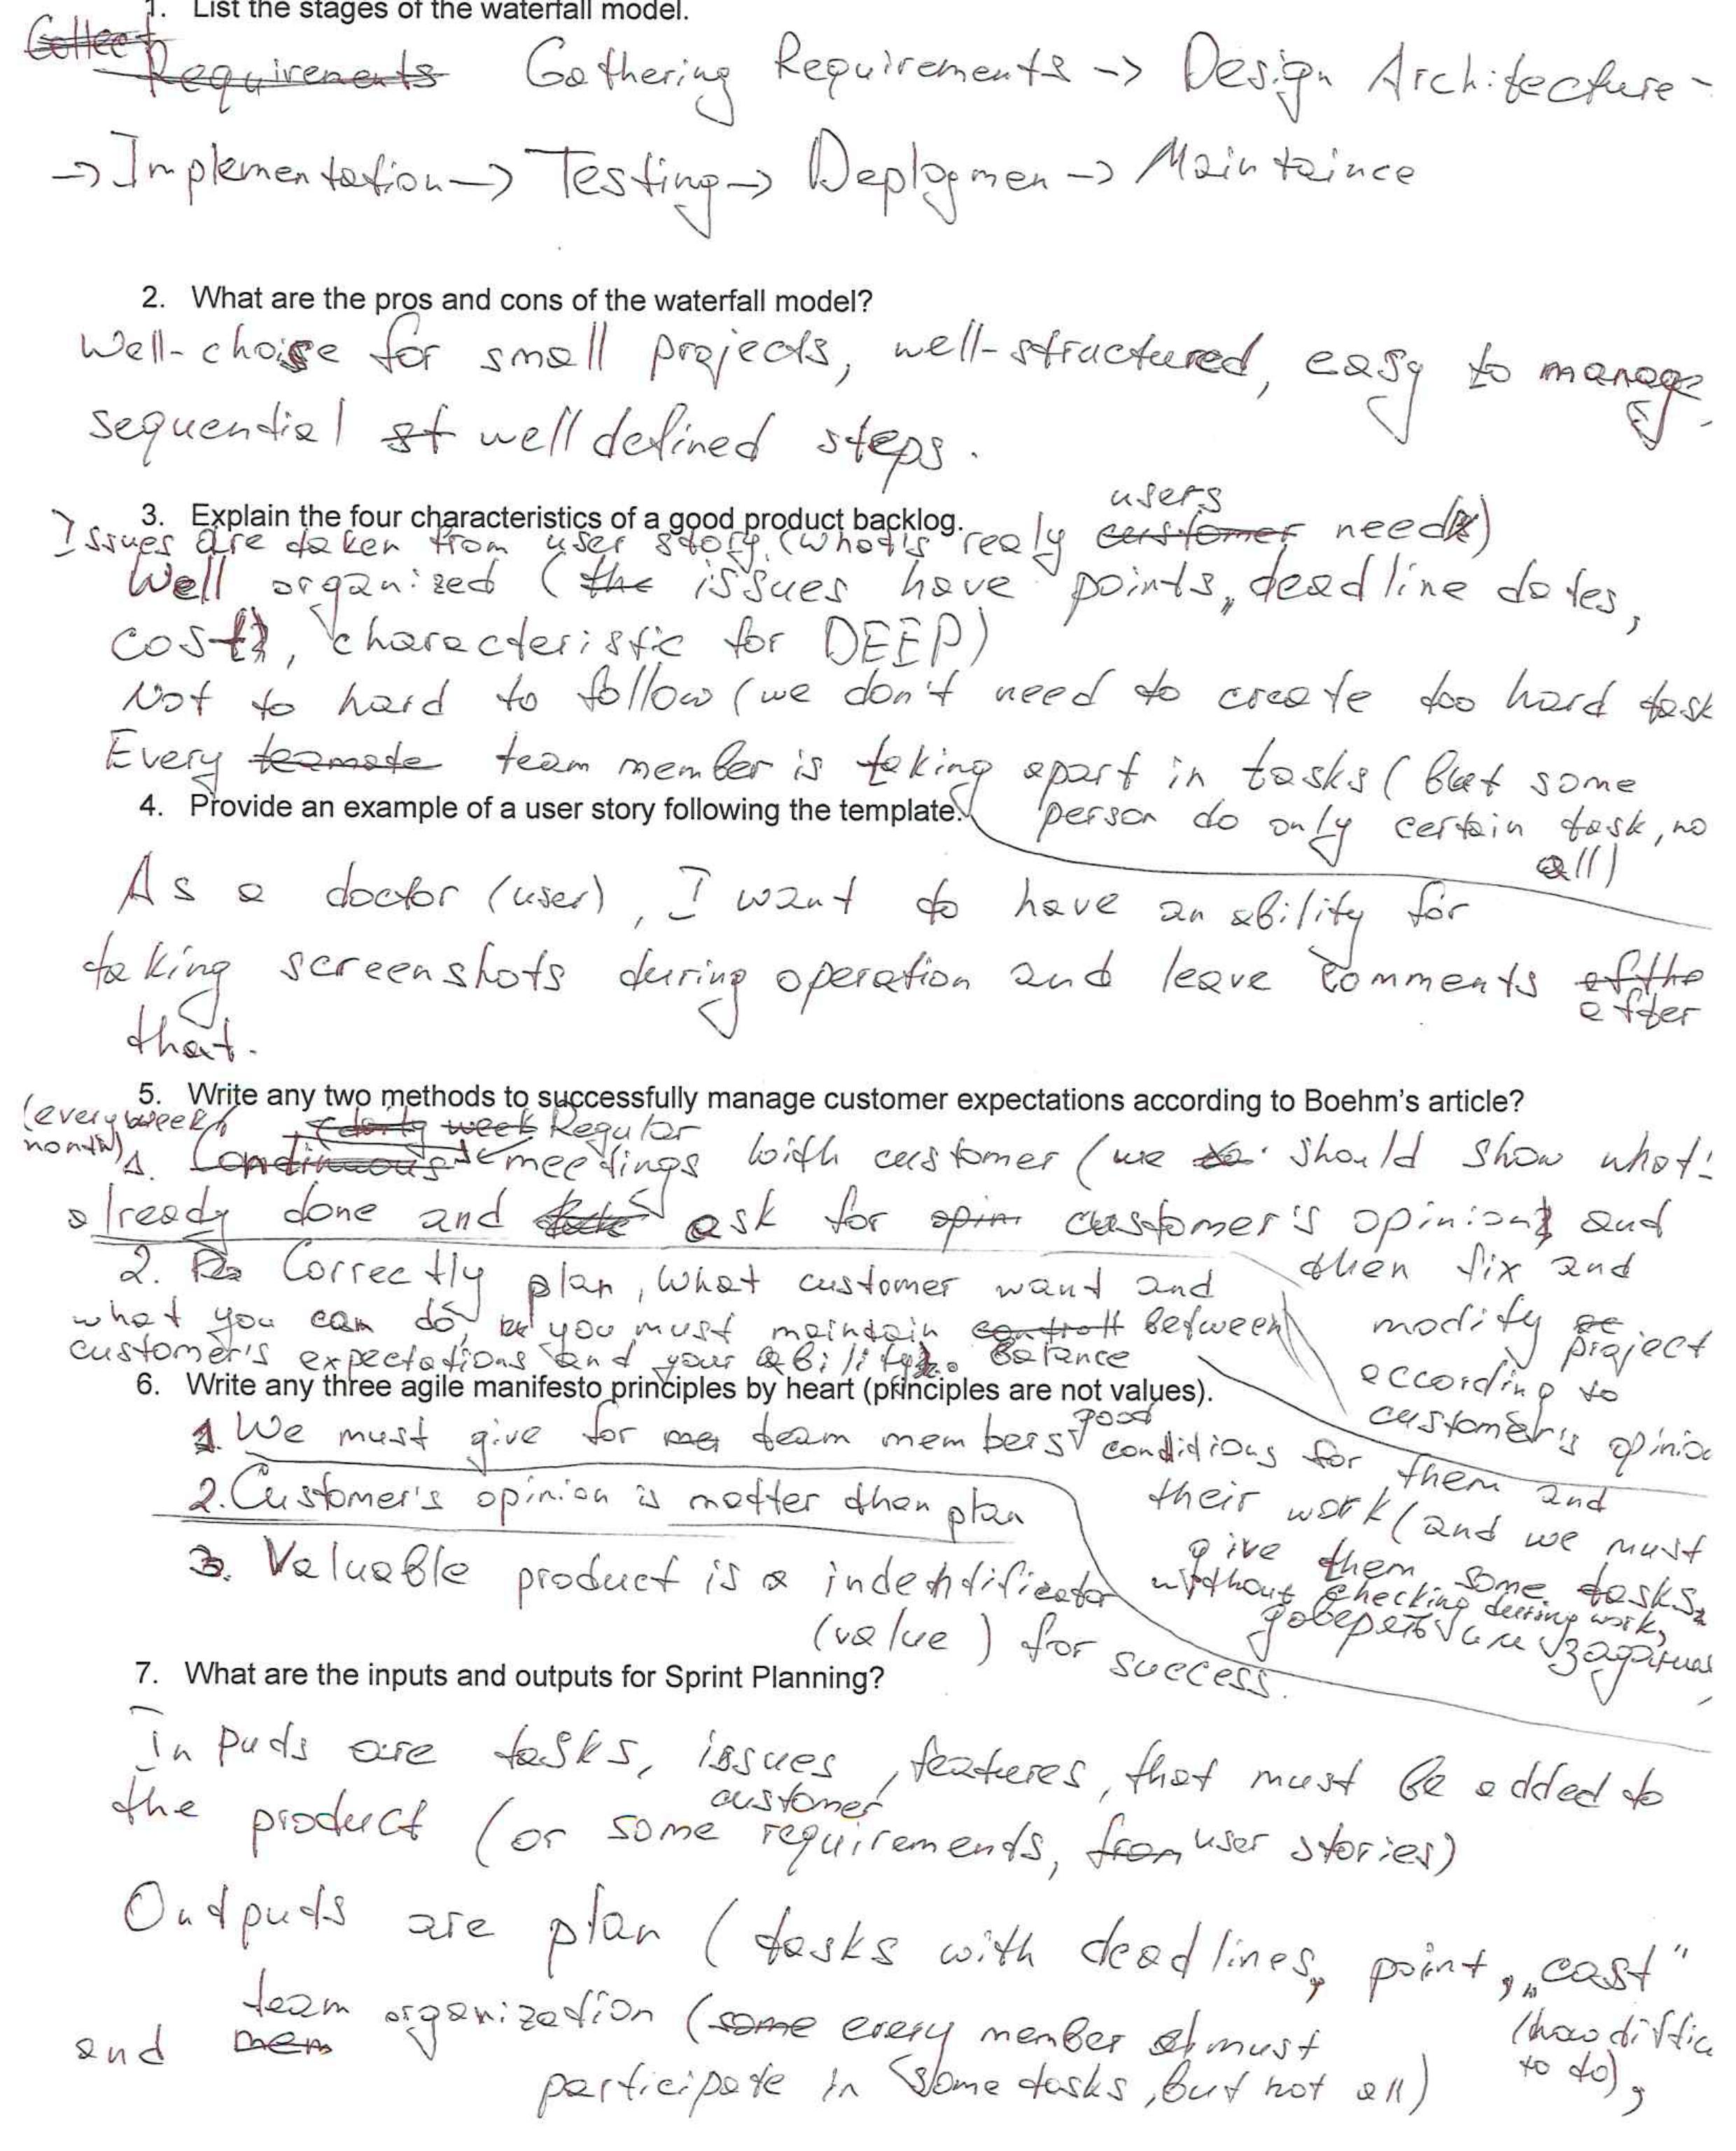 1. List the stages of the waterfall model.
Collect
Requirements Gathering Requirements -> Design Architecture -
-> Implementation -> Testing -> Deploymen -> Maintaince
2. What are the pros and cons of the waterfall model?
Well-choise for small projects, well-structured, easy to manage,
sequential st well defined steps.
3. Explain the four characteristics of a good product backlog.
users
Issues are taken from user story. (what's realy customer need)
Well organized (the issues have points, deadline dates,
cost, characteristic for DEEP)
Not to hard to follow (we don't need to create too hard task
Every teamate team member is taking apart in tasks (but some
4. Provide an example of a user story following the template.
person do only certain task, no
all)
As a doctor (user), I want to have an ability for
taking screenshots during operation and leave comments afthe
after
that.
5. Write any two methods to successfully manage customer expectations according to Boehm's article?
(every week
month) week Regular
1. Continuous meetings with customer (we should show what's
already done and ask for opin customer's opinion and
then fix and
modify project
according to
customer's opinion
2. Correctly plan, what customer want and
what you can do, you must maintain controll between
customer's expectations and your ability. Balance
6. Write any three agile manifesto principles by heart (principles are not values).
good
1. We must give for team members conditions for them and
their work (and we must
give them some tasks
without checking during work,
доверять им задания
2. Customer's opinion is matter than plan
3. Valuable product is a indentificator
(value) for success.
7. What are the inputs and outputs for Sprint Planning?
Inputs are tasks, issues, features, that must be added to
customer
the product (or some requirements, from user stories)
Outputs are plan (tasks with deadlines, point, „cost"
(how diffic
to do),
team
and mem organization (some every member must
participate in some tasks, but not all)